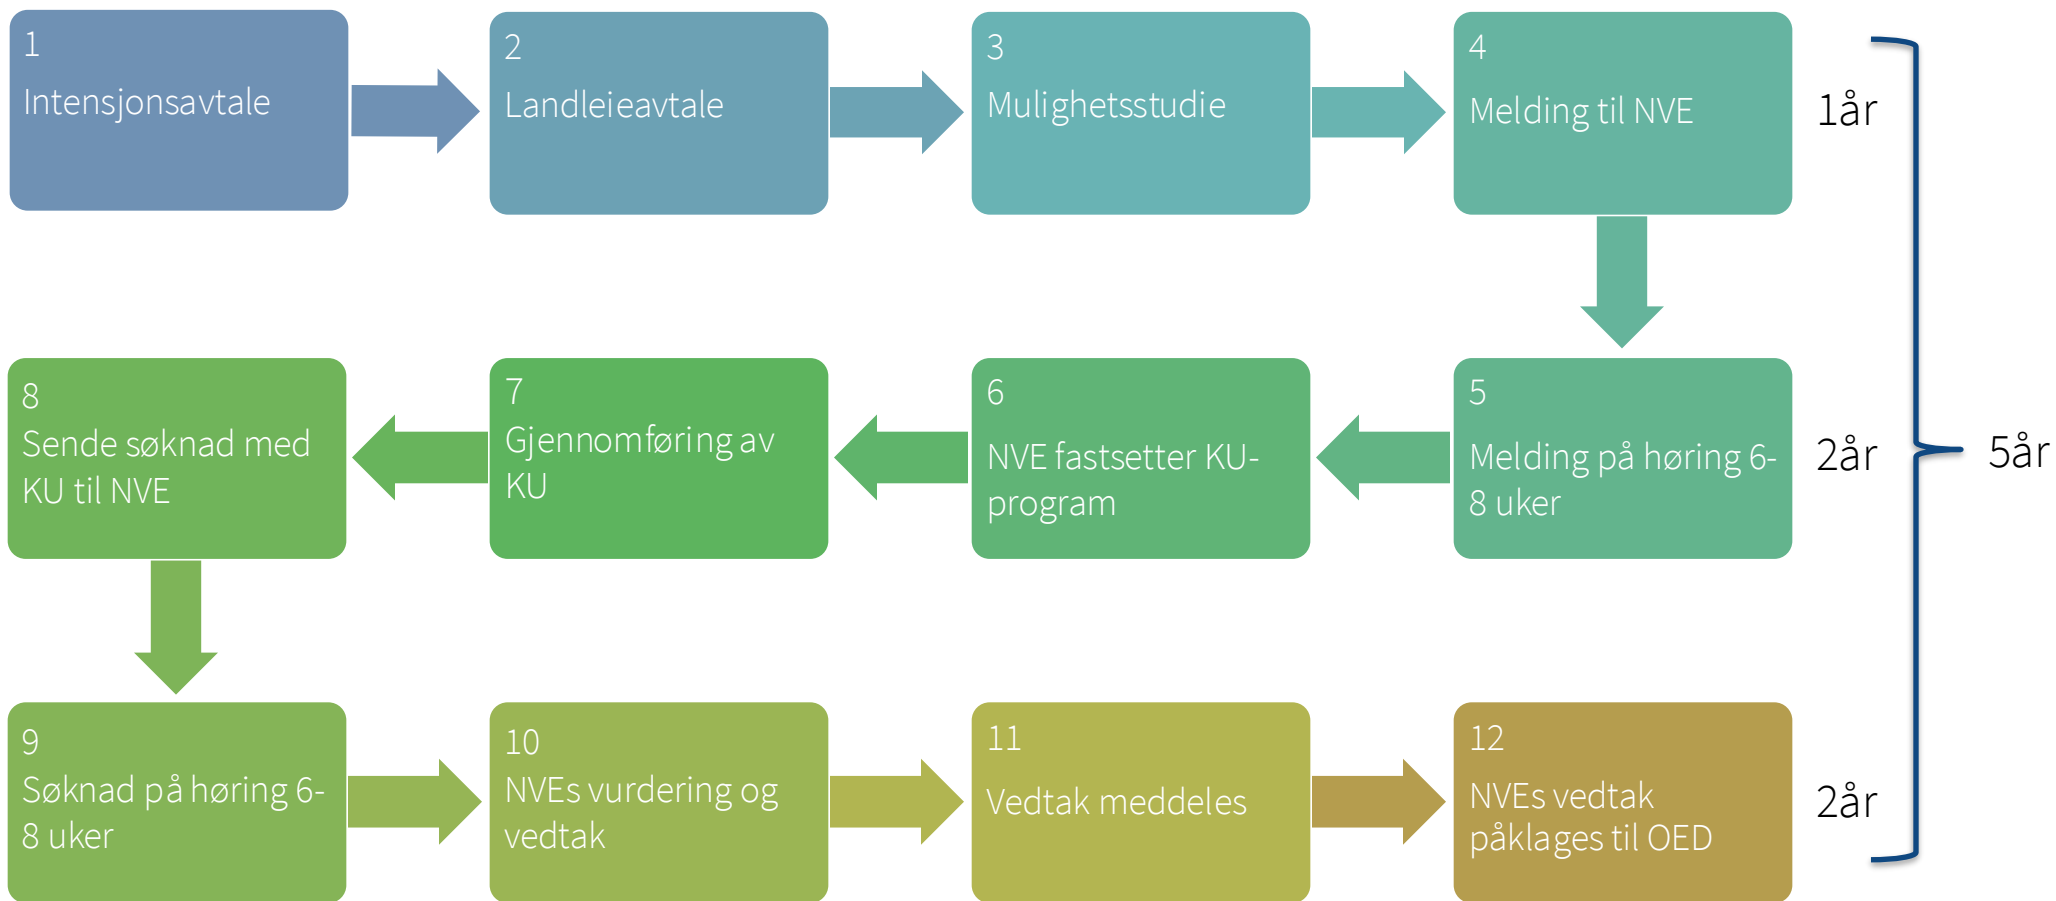 1
Intensjonsavtale
2
Landleieavtale
3
Mulighetsstudie
4
Melding til NVE
1år
8
Sende søknad med
KU til NVE
7
Gjennomføring av
KU
6
NVE fastsetter KU-
program
5
Melding på høring 6-
8 uker
2år
5år
9
Søknad på høring 6-
8 uker
10
NVEs vurdering og
vedtak
11
Vedtak meddeles
12
NVEs vedtak
påklages til OED
2år